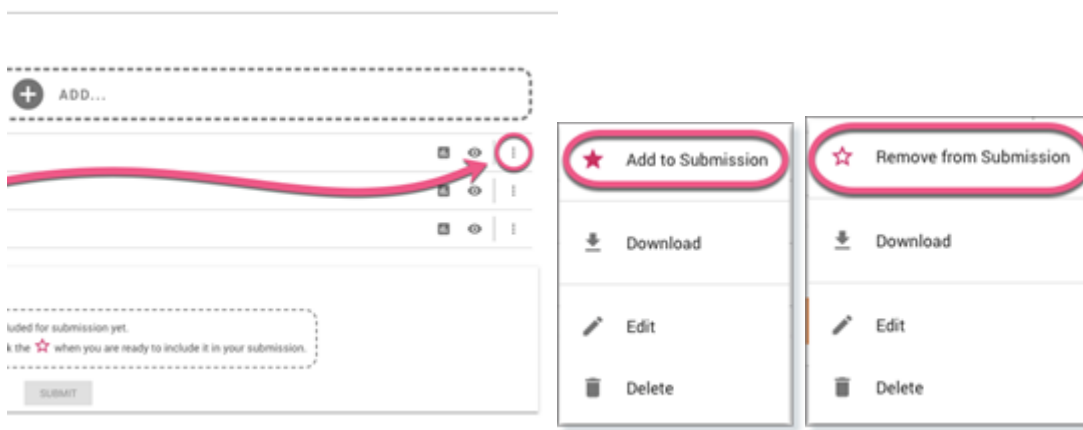 ADD...
uded for submission yet.
k the when you are ready to include it in your submission.
SUBMIT
Add to Submission
Download
Edit
Delete
Remove from Submission
Download
Edit
Delete